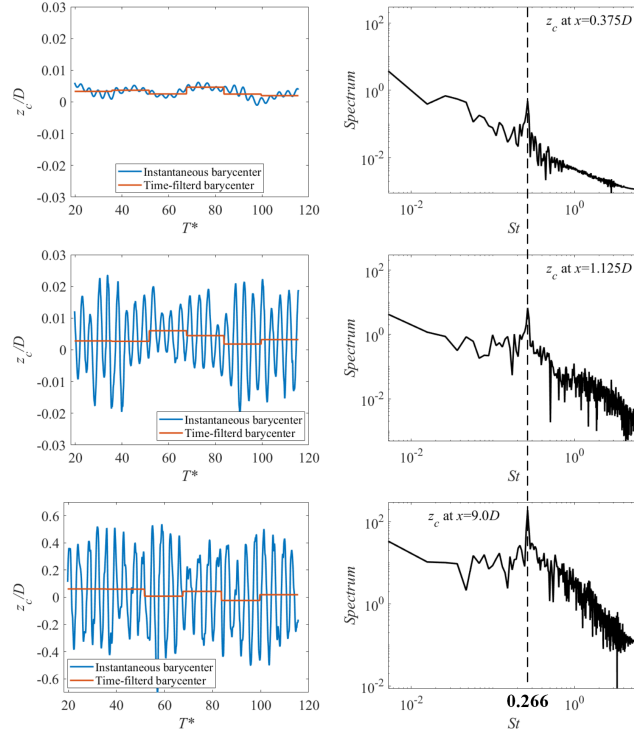 0.03
0.02
0.01
0
-0.01
-0.02
-0.03
z_c/D
Instantaneous barycenter
Time-filterd barycenter
20 40 60 80 100 120
T*
z_c at x=0.375D
10^2
10^0
10^-2
Spectrum
10^-2 10^0
St
0.03
0.02
0.01
0
-0.01
-0.02
-0.03
z_c/D
Instantaneous barycenter
Time-filterd barycenter
20 40 60 80 100 120
T*
z_c at x=1.125D
10^2
10^0
10^-2
Spectrum
10^-2 10^0
St
0.6
0.4
0.2
0
-0.2
-0.4
-0.6
z_c/D
Instantaneous barycenter
Time-filterd barycenter
20 40 60 80 100 120
T*
z_c at x=9.0D
10^2
10^0
10^-2
Spectrum
10^-2 0.266 10^0
St